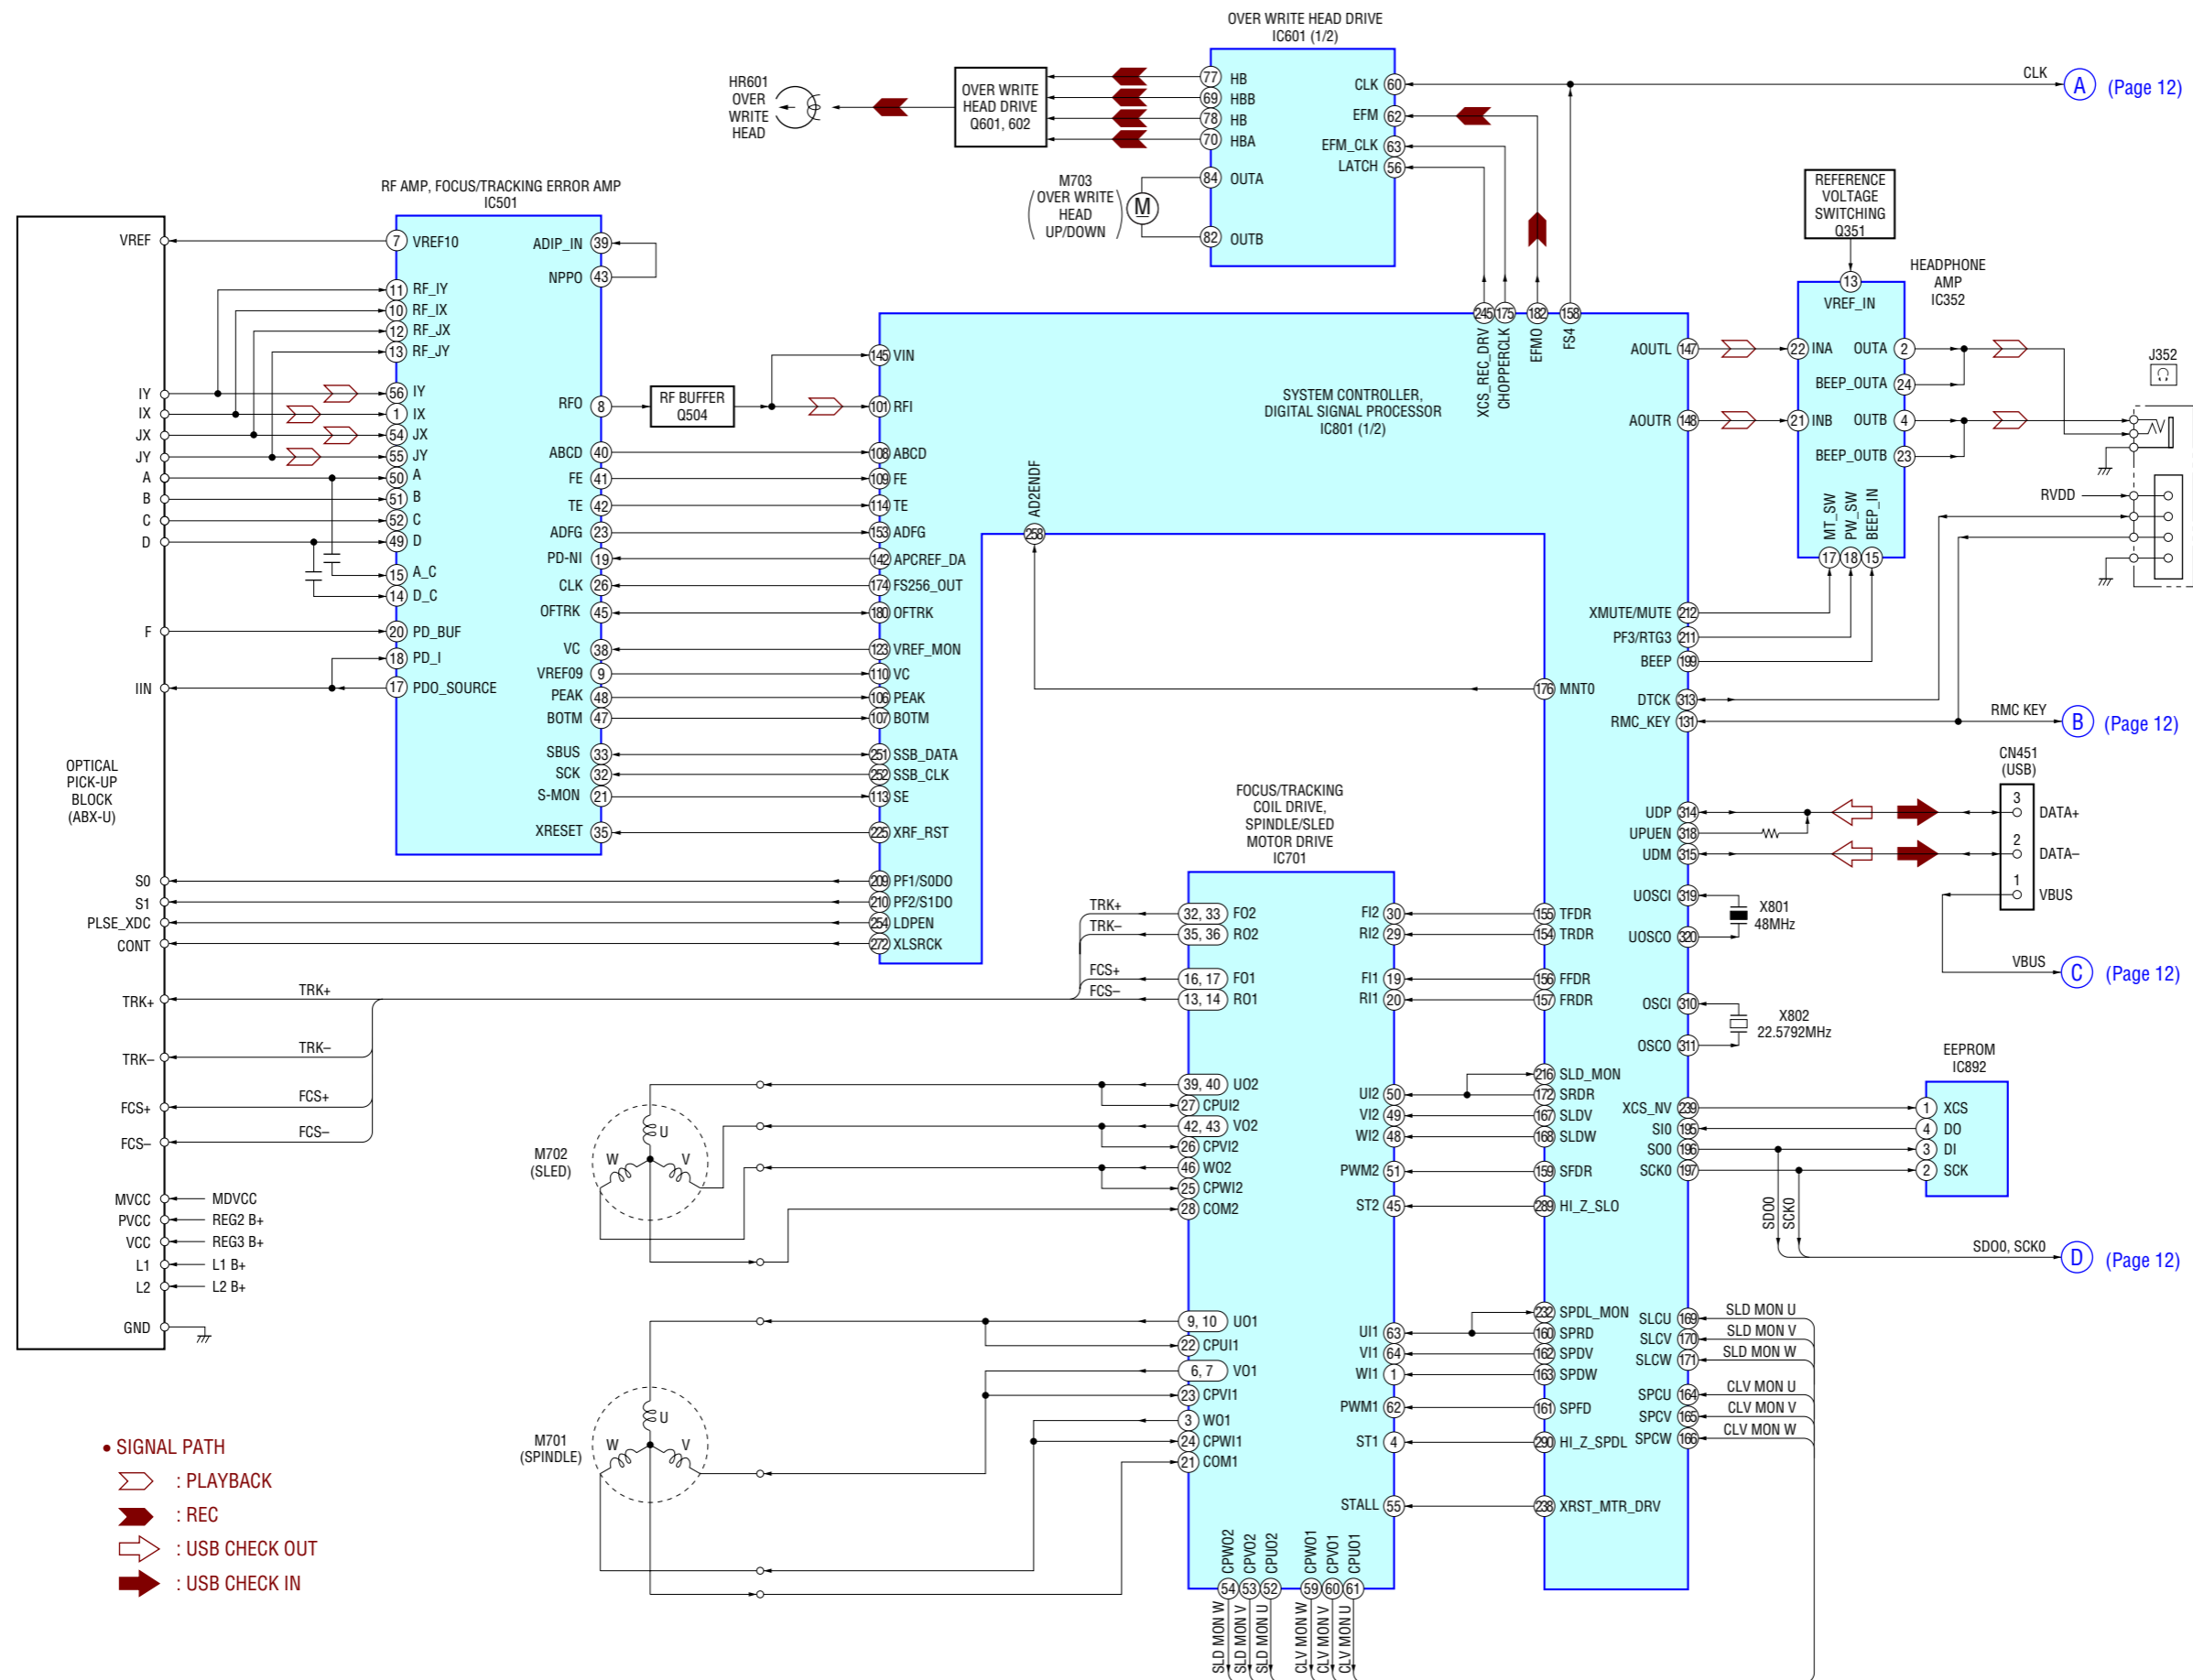 OVER WRITE HEAD DRIVE
IC601 (1/2)
HR601
OVER
WRITE
HEAD
OVER WRITE
HEAD DRIVE
Q601, 602
77 HB
69 HBB
78 HB
70 HBA
84 OUTA
82 OUTB
CLK 60
EFM 62
EFM_CLK 63
LATCH 56
M703
(OVER WRITE
HEAD
UP/DOWN)
M
CLK
A (Page 12)
RF AMP, FOCUS/TRACKING ERROR AMP
IC501
7 VREF10
11 RF_IY
10 RF_IX
12 RF_JX
13 RF_JY
56 IY
1 IX
54 JX
55 JY
50 A
51 B
52 C
49 D
15 A_C
14 D_C
20 PD_BUF
18 PD_I
17 PDO_SOURCE
ADIP_IN 39
NPPO 43
RFO 8
ABCD 40
FE 41
TE 42
ADFG 23
PD-NI 19
CLK 26
OFTRK 45
VC 38
VREF09 9
PEAK 48
BOTM 47
SBUS 33
SCK 32
S-MON 21
XRESET 35
RF BUFFER
Q504
VREF
IY
IX
JX
JY
A
B
C
D
F
IIN
OPTICAL
PICK-UP
BLOCK
(ABX-U)
S0
S1
PLSE_XDC
CONT
TRK+
TRK–
FCS+
FCS–
MVCC
PVCC
VCC
L1
L2
GND
MDVCC
REG2 B+
REG3 B+
L1 B+
L2 B+
TRK+
TRK–
FCS+
FCS–
SYSTEM CONTROLLER,
DIGITAL SIGNAL PROCESSOR
IC801 (1/2)
245 XCS_REC_DRV
175 CHOPPERCLK
182 EFMO
158 FS4
145 VIN
101 RFI
108 ABCD
109 FE
114 TE
153 ADFG
142 APCREF_DA
174 FS256_OUT
180 OFTRK
123 VREF_MON
110 VC
106 PEAK
107 BOTM
251 SSB_DATA
252 SSB_CLK
113 SE
225 XRF_RST
209 PF1/S0DO
210 PF2/S1DO
254 LDPEN
272 XLSRCK
AD2ENDF
258
176 MNT0
AOUTL 147
AOUTR 148
XMUTE/MUTE 212
PF3/RTG3 211
BEEP 199
DTCK 313
RMC_KEY 131
UDP 314
UPUEN 318
UDM 315
UOSCI 319
UOSCO 320
OSCI 310
OSCO 311
XCS_NV 239
SI0 195
SO0 196
SCK0 197
SLCU 169
SLCV 170
SLCW 171
SPCU 164
SPCV 165
SPCW 166
155 TFDR
154 TRDR
156 FFDR
157 FRDR
216 SLD_MON
172 SRDR
167 SLDV
168 SLDW
159 SFDR
289 HI_Z_SLO
232 SPDL_MON
160 SPRD
162 SPDV
163 SPDW
161 SPFD
290 HI_Z_SPDL
238 XRST_MTR_DRV
REFERENCE
VOLTAGE
SWITCHING
Q351
HEADPHONE
AMP
IC352
13
VREF_IN
22 INA
21 INB
OUTA 2
BEEP_OUTA 24
OUTB 4
BEEP_OUTB 23
MT_SW
PW_SW
BEEP_IN
17 18 15
J352
RVDD
RMC KEY
B (Page 12)
CN451
(USB)
3
DATA+
2
DATA–
1
VBUS
VBUS
C (Page 12)
X801
48MHz
X802
22.5792MHz
EEPROM
IC892
1 XCS
4 DO
3 DI
2 SCK
SDO0
SCK0
SDO0, SCK0
D (Page 12)
SLD MON U
SLD MON V
SLD MON W
CLV MON U
CLV MON V
CLV MON W
FOCUS/TRACKING
COIL DRIVE,
SPINDLE/SLED
MOTOR DRIVE
IC701
TRK+
TRK–
FCS+
FCS–
32, 33 FO2
35, 36 RO2
16, 17 FO1
13, 14 RO1
39, 40 UO2
27 CPUI2
42, 43 VO2
26 CPVI2
46 WO2
25 CPWI2
28 COM2
9, 10 UO1
22 CPUI1
6, 7 VO1
23 CPVI1
3 WO1
24 CPWI1
21 COM1
FI2 30
RI2 29
FI1 19
RI1 20
UI2 50
VI2 49
WI2 48
PWM2 51
ST2 45
UI1 63
VI1 64
WI1 1
PWM1 62
ST1 4
STALL 55
CPWO2
CPVO2
CPUO2
CPWO1
CPVO1
CPUO1
54 53 52 59 60 61
SLD MON W
SLD MON V
SLD MON U
CLV MON W
CLV MON V
CLV MON U
M702
(SLED)
U
W
V
M701
(SPINDLE)
U
W
V
• SIGNAL PATH
: PLAYBACK
: REC
: USB CHECK OUT
: USB CHECK IN